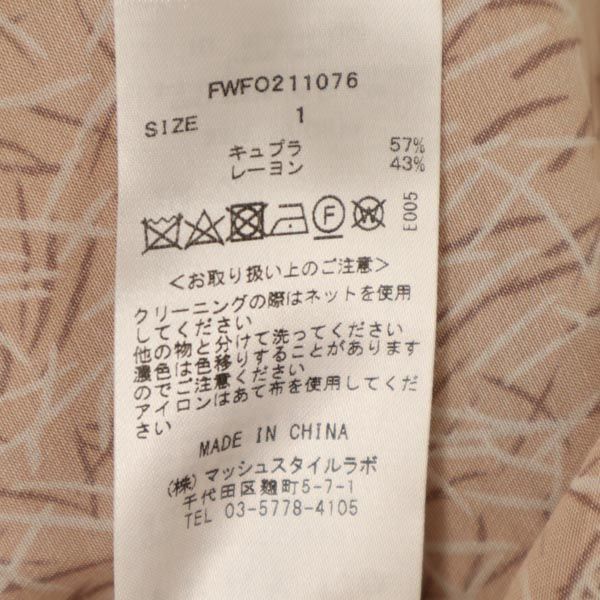 FWFO211076
SIZE 1
キュプラ 57%
レーヨン 43%
F W
E005
<お取り扱い上のご注意>
クリーニングの際はネットを使用
してください
他の物と分けて洗ってください
濃色は色移りすることがあります
のでご注意ください
アイロンはあて布を使用してくだ
さい
MADE IN CHINA
(株)マッシュスタイルラボ
千代田区麹町5-7-1
TEL 03-5778-4105